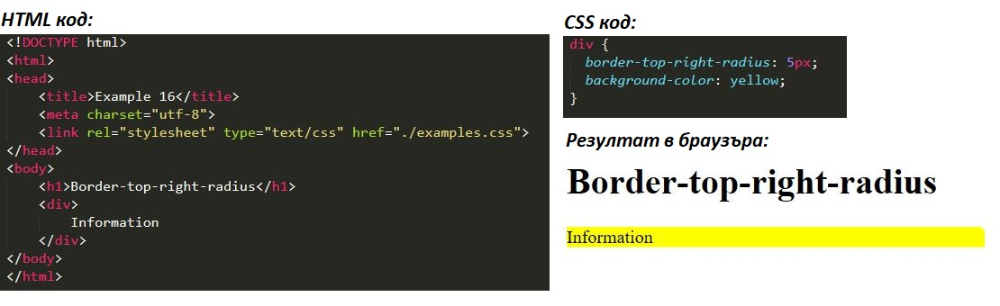 HTML код:
<!DOCTYPE html>
<html>
<head>
    <title>Example 16</title>
    <meta charset="utf-8">
    <link rel="stylesheet" type="text/css" href="./examples.css">
</head>
<body>
    <h1>Border-top-right-radius</h1>
    <div>
        Information
    </div>
</body>
</html>
CSS код:
div {
  border-top-right-radius: 5px;
  background-color: yellow;
}
Резултат в браузъра:
Border-top-right-radius
Information